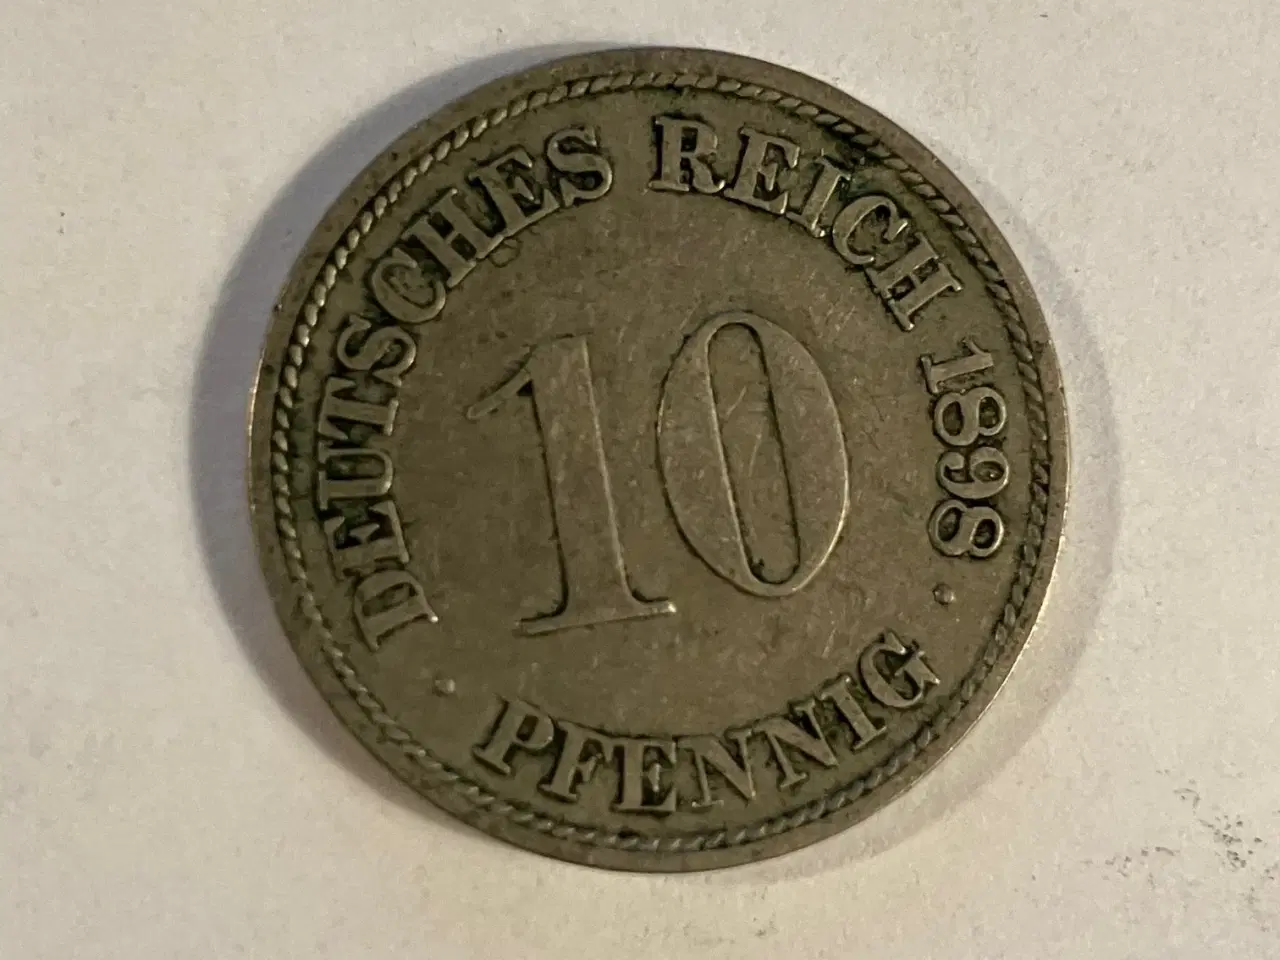 DEUTSCHES REICH 1898
10
· PFENNIG ·